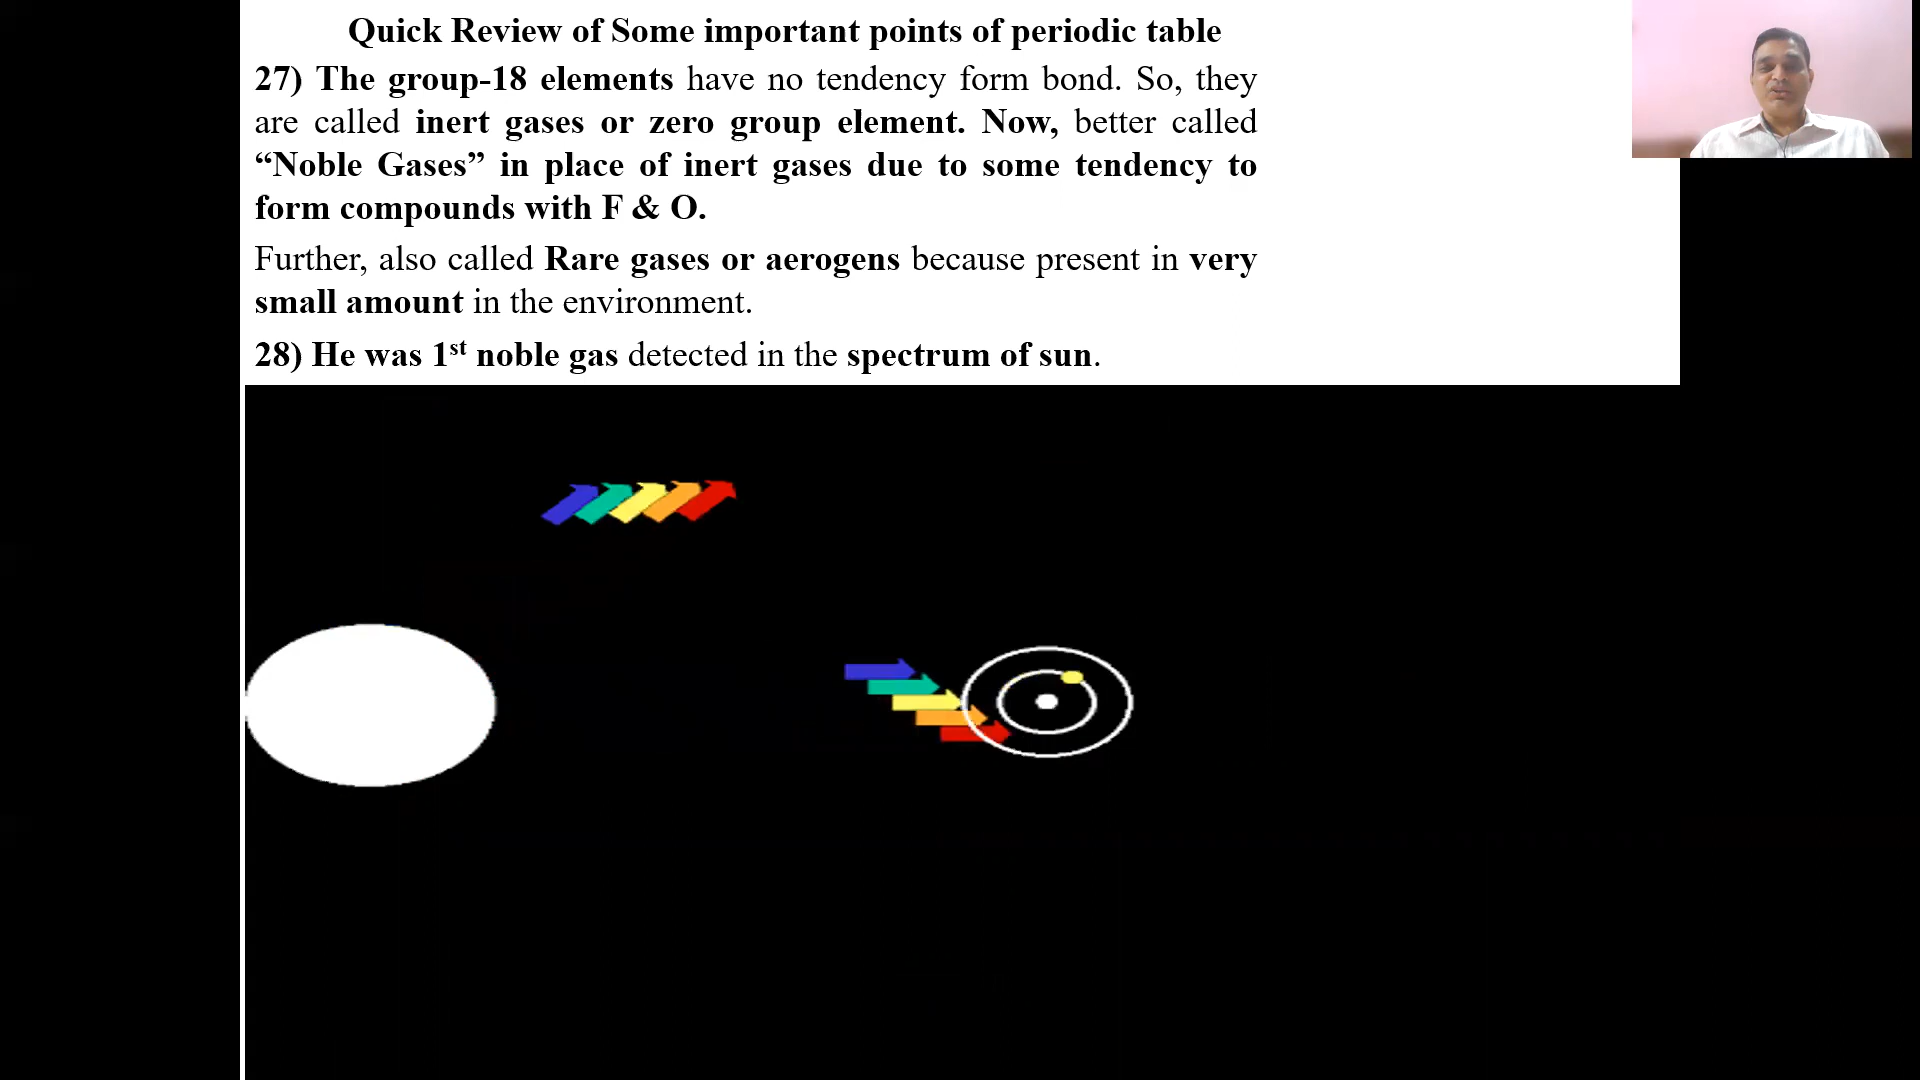 Quick Review of Some important points of periodic table
27) The group-18 elements have no tendency form bond. So, they
are called inert gases or zero group element. Now, better called
“Noble Gases” in place of inert gases due to some tendency to
form compounds with F & O.
Further, also called Rare gases or aerogens because present in very
small amount in the environment.
28) He was 1st noble gas detected in the spectrum of sun.